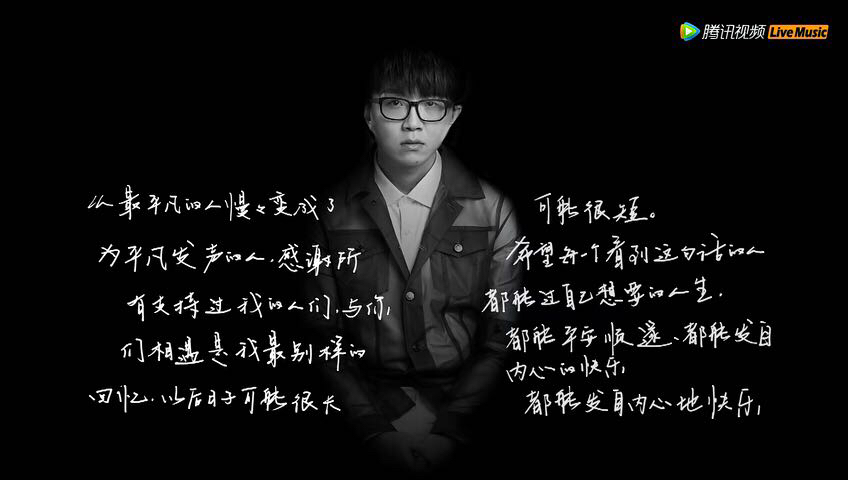 腾讯视频 Live Music
从最平凡的人慢々变成了
为平凡发声的人.感谢所
有支持过我的人们.与你
们相遇是我最别样的
回忆.以后日子可能很长
可能很短。
希望每一个看到这句话的人
都能过自己想要的人生.
都能平安顺遂、都能发自
内心的快乐
都能发自内心地快乐